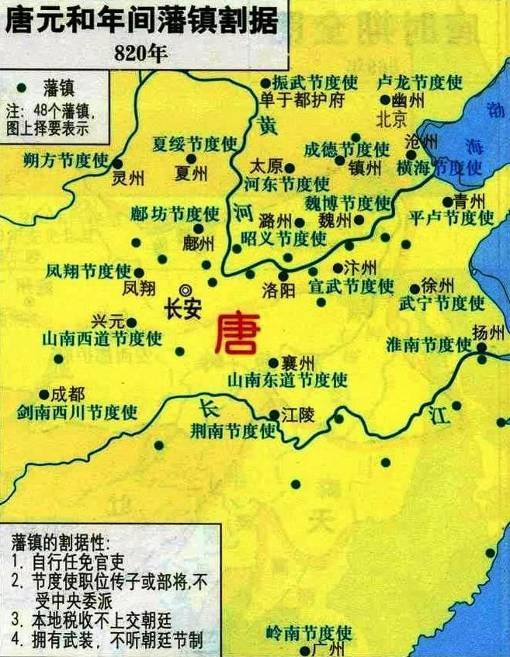 唐元和年间藩镇割据
820年
藩镇
注: 48个藩镇,
图上择要表示
振武节度使
单于都护府
卢龙节度使
幽州
北京
黄
渤
海
沧州
横海节度使
夏绥节度使
夏州
成德节度使
镇州
太原
河东节度使
朔方节度使
灵州
青州
平卢节度使
魏博节度使
魏州
潞州
昭义节度使
河
鄜坊节度使
鄜州
凤翔节度使
凤翔
长安
洛阳
汴州
宣武节度使
徐州
武宁节度使
兴元
山南西道节度使
唐
扬州
淮南节度使
襄州
山南东道节度使
成都
剑南西川节度使
长
江陵
荆南节度使
江
藩镇的割据性:
1. 自行任免官吏
2. 节度使职位传子或部将,不
受中央委派
3. 本地税收不上交朝廷
4. 拥有武装，不听朝廷节制
岭南节度使
广州